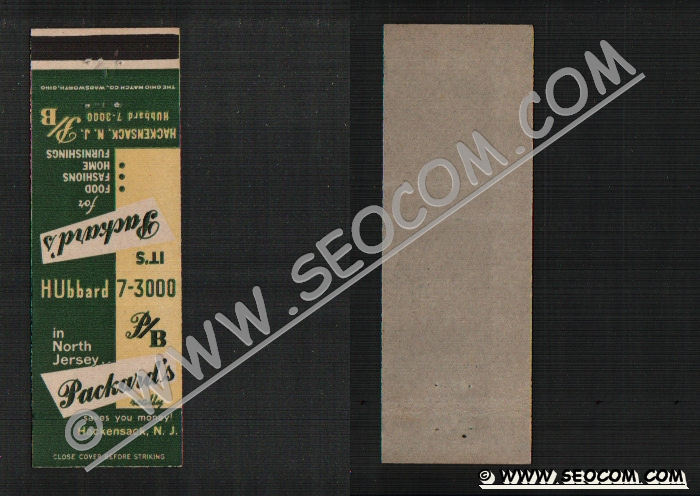 THE OHIO MATCH CO., WADSWORTH, OHIO
HUbbard 7-3000
HACKENSACK, N. J.
P/B
IT'S
Packard's
for
FOOD
FASHIONS
HOME
FURNISHINGS
HUbbard 7-3000
P/B
in
North
Jersey...
Packard's
really
saves you money!
Hackensack, N. J.
CLOSE COVER BEFORE STRIKING
© WWW.SEOCOM.COM
© WWW.SEOCOM.COM